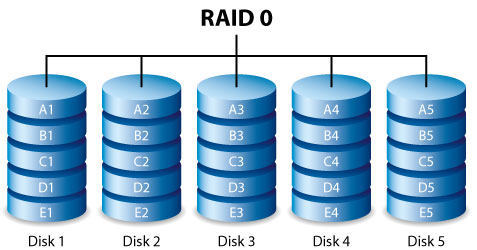 RAID 0
A1 A2 A3 A4 A5
B1 B2 B3 B4 B5
C1 C2 C3 C4 C5
D1 D2 D3 D4 D5
E1 E2 E3 E4 E5
Disk 1 Disk 2 Disk 3 Disk 4 Disk 5